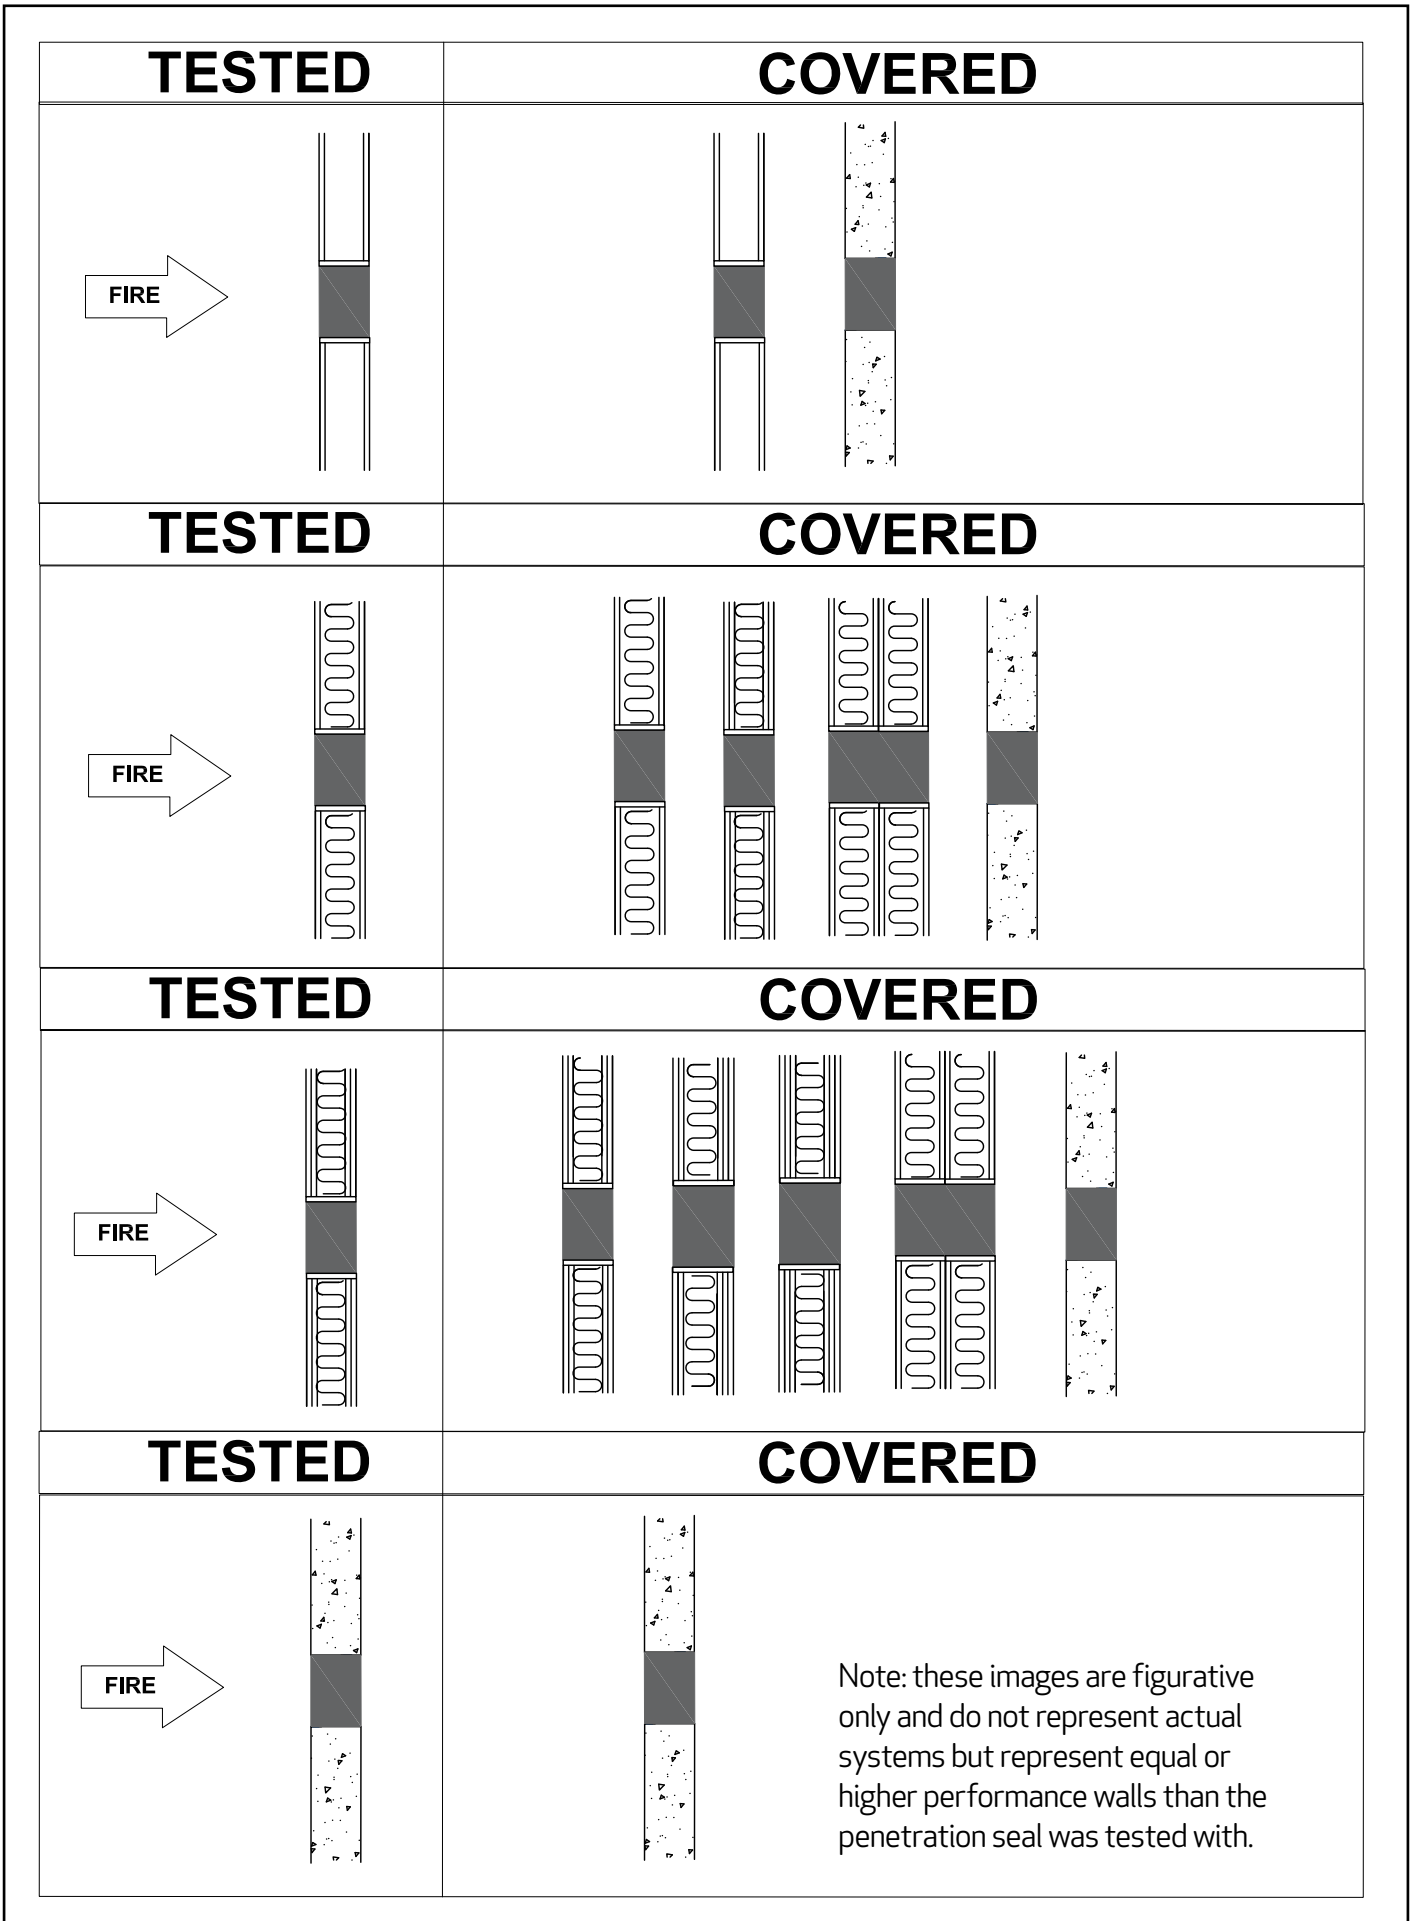 TESTED
COVERED
FIRE
TESTED
COVERED
FIRE
TESTED
COVERED
FIRE
TESTED
COVERED
FIRE
Note: these images are figurative
only and do not represent actual
systems but represent equal or
higher performance walls than the
penetration seal was tested with.